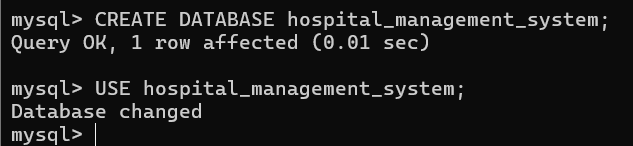 mysql> CREATE DATABASE hospital_management_system;
Query OK, 1 row affected (0.01 sec)
mysql> USE hospital_management_system;
Database changed
mysql>